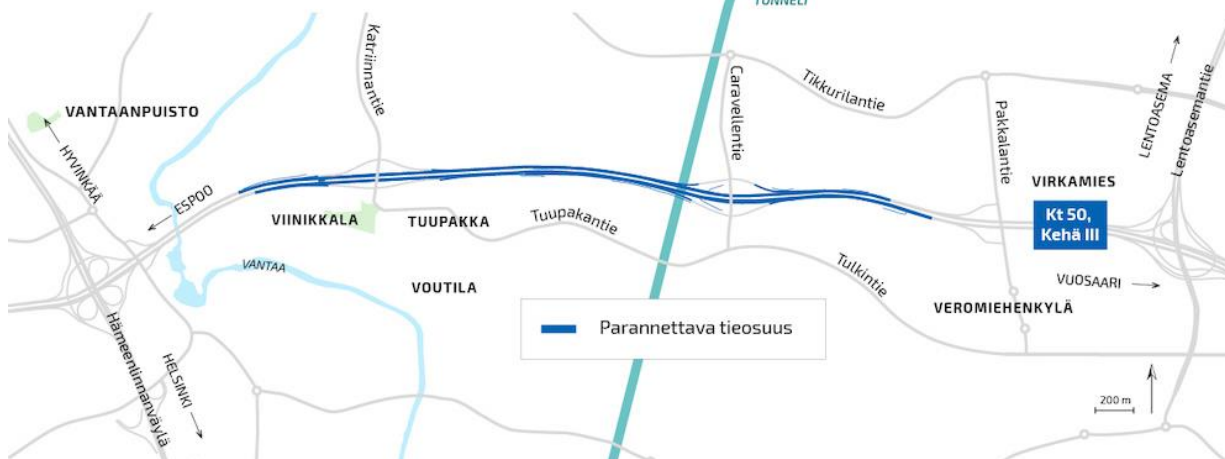 TUNNELI
Katriinnantie
Caravellentie
Tikkurilantie
Pakkalantie
LENTOASEMA
Lentoasemantie
VANTAANPUISTO
HYVINKÄÄ
ESPOO
VIRKAMIES
Kt 50,
Kehä III
VIINIKKALA
TUUPAKKA
Tuupakantie
VANTAA
Tulkintie
VUOSAARI
VOUTILA
VEROMIEHENKYLÄ
Parannettava tieosuus
Hämeenlinnanväylä
HELSINKI
200 m